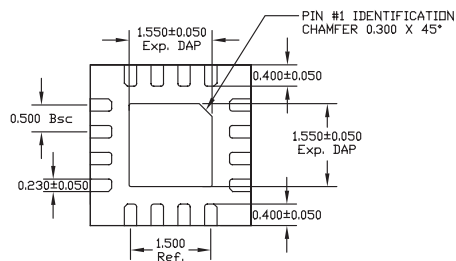 1.550±0.050
Exp. DAP
PIN #1 IDENTIFICATION
CHAMFER 0.300 X 45°
0.400±0.050
0.500 Bsc
1.550±0.050
Exp. DAP
0.230±0.050
0.400±0.050
1.500
Ref.